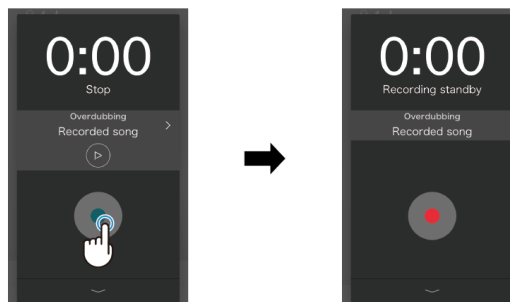 0:00
Stop
Overdubbing
Recorded song
0:00
Recording standby
Overdubbing
Recorded song